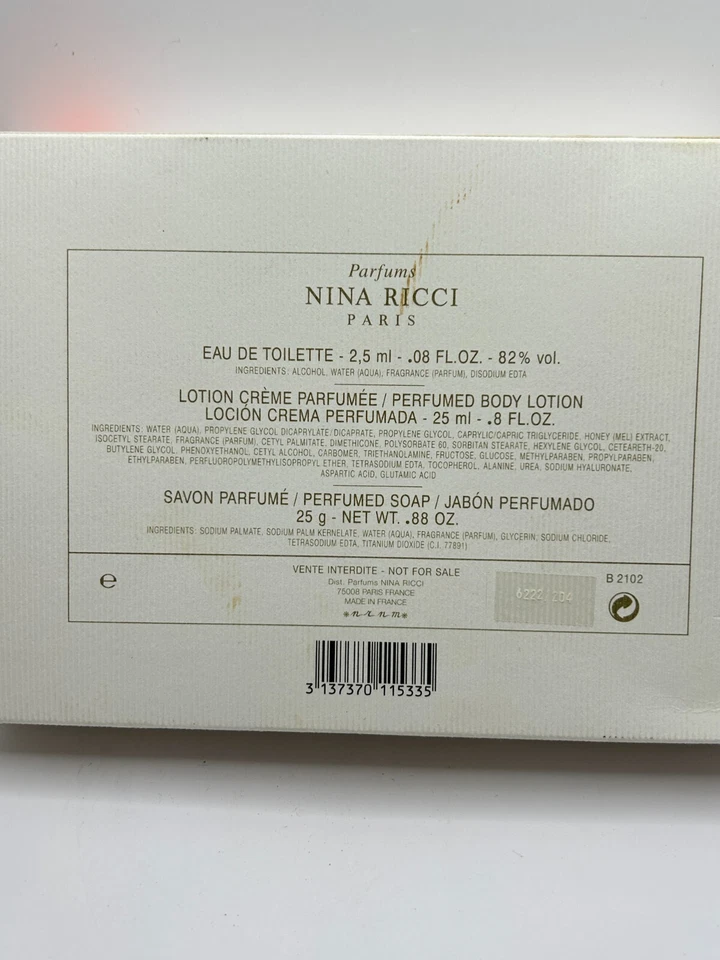 Parfums
NINA RICCI
PARIS
EAU DE TOILETTE - 2,5 ml - .08 FL.OZ. - 82% vol.
INGREDIENTS: ALCOHOL, WATER (AQUA), FRAGRANCE (PARFUM), DISODIUM EDTA
LOTION CRÈME PARFUMÉE / PERFUMED BODY LOTION
LOCIÓN CREMA PERFUMADA - 25 ml - .8 FL.OZ.
INGREDIENTS: WATER (AQUA), PROPYLENE GLYCOL DICAPRYLATE/DICAPRATE, PROPYLENE GLYCOL, CAPRYLIC/CAPRIC TRIGLYCERIDE, HONEY (MEL) EXTRACT,
ISOCETYL STEARATE, FRAGRANCE (PARFUM), CETYL PALMITATE, DIMETHICONE, POLYSORBATE 60, SORBITAN STEARATE, HEXYLENE GLYCOL, CETEARETH-20,
BUTYLENE GLYCOL, PHENOXYETHANOL, CETYL ALCOHOL, CARBOMER, TRIETHANOLAMINE, FRUCTOSE, GLUCOSE, METHYLPARABEN, PROPYLPARABEN,
ETHYLPARABEN, PERFLUOROPOLYMETHYLISOPROPYL ETHER, TETRASODIUM EDTA, TOCOPHEROL, ALANINE, UREA, SODIUM HYALURONATE,
ASPARTIC ACID, GLUTAMIC ACID
SAVON PARFUMÉ / PERFUMED SOAP / JABÓN PERFUMADO
25 g - NET WT. .88 OZ.
INGREDIENTS: SODIUM PALMATE, SODIUM PALM KERNELATE, WATER (AQUA), FRAGRANCE (PARFUM), GLYCERIN, SODIUM CHLORIDE,
TETRASODIUM EDTA, TITANIUM DIOXIDE (C.I. 77891)
e
VENTE INTERDITE - NOT FOR SALE
Dist. Parfums NINA RICCI
75008 PARIS FRANCE
MADE IN FRANCE
n r n m
6222 204
B 2102
3 137370 115335